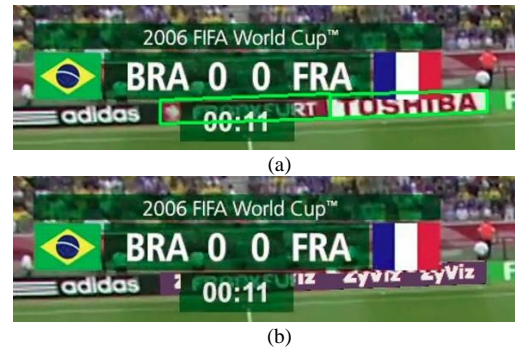 2006 FIFA World Cup™
BRA 0 0 FRA
adidas
TOSHIBA
00:11
(a)
2006 FIFA World Cup™
BRA 0 0 FRA
adidas
ZyViz ZyViz
00:11
(b)